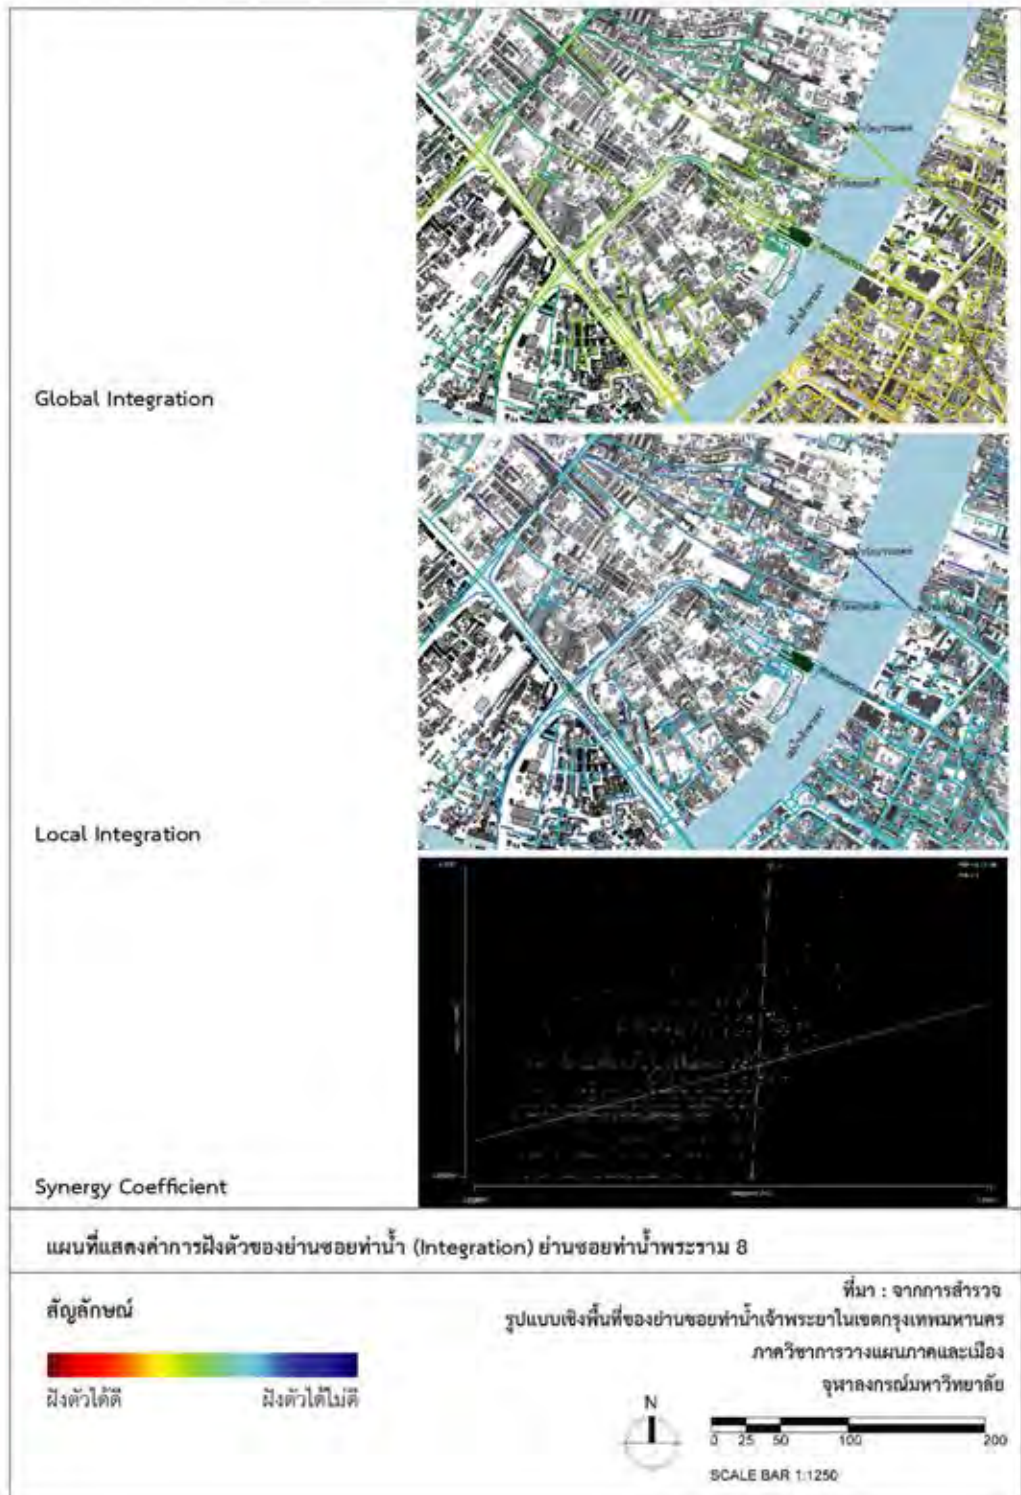 Global Integration
Local Integration
Synergy Coefficient
แผนที่แสดงค่าการฝังตัวของย่านซอยท่าน้ำ (Integration) ย่านซอยท่าน้ำพระราม 8
สัญลักษณ์
ฝังตัวได้ดี
ฝังตัวได้ไม่ดี
ที่มา : จากการสำรวจ
รูปแบบเชิงพื้นที่ของย่านซอยท่าน้ำเจ้าพระยาในเขตกรุงเทพมหานคร
ภาควิชาการวางแผนภาคและเมือง
จุฬาลงกรณ์มหาวิทยาลัย
N
0 25 50 100 200
SCALE BAR 1:1250